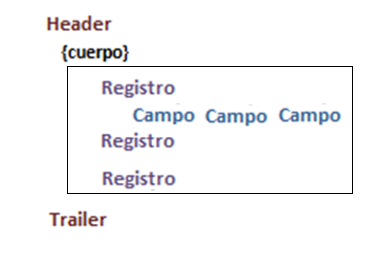 Header
{cuerpo}
Registro
Campo Campo Campo
Registro
Registro
Trailer